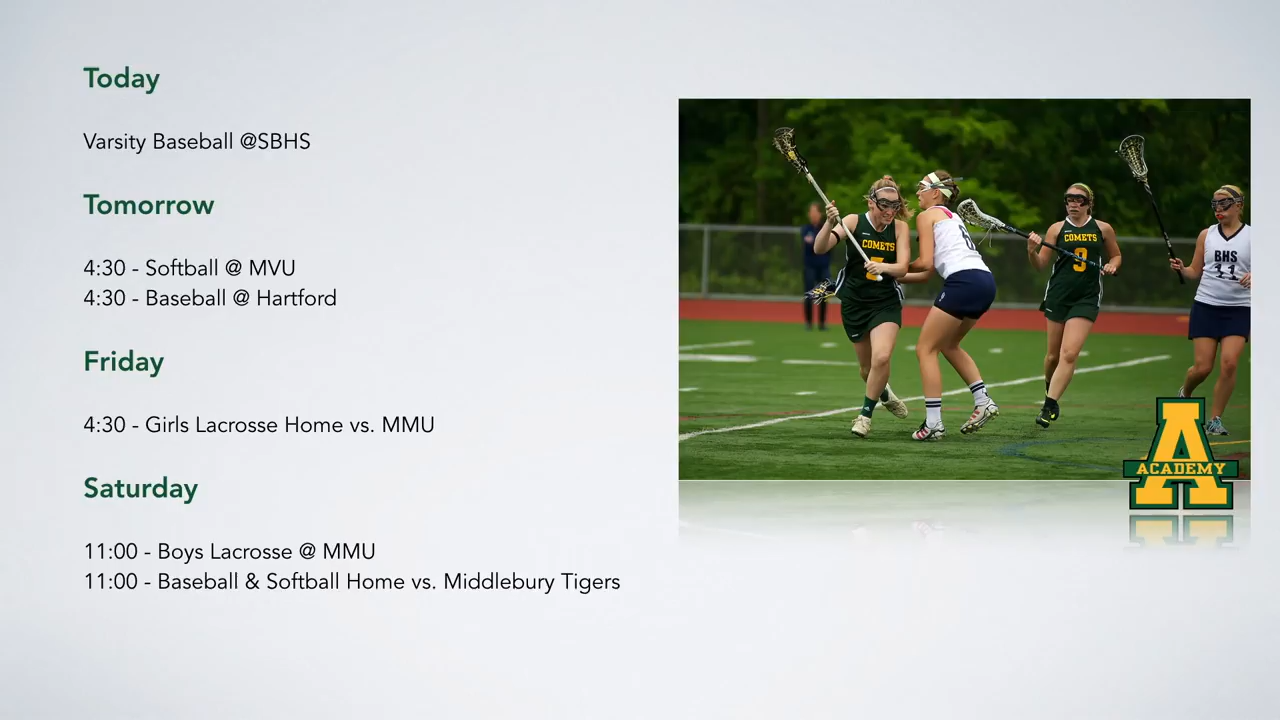 Today
Varsity Baseball @SBHS
Tomorrow
4:30 - Softball @ MVU
4:30 - Baseball @ Hartford
Friday
4:30 - Girls Lacrosse Home vs. MMU
Saturday
11:00 - Boys Lacrosse @ MMU
11:00 - Baseball & Softball Home vs. Middlebury Tigers
COMETS
COMETS
9
BHS
11
A
ACADEMY